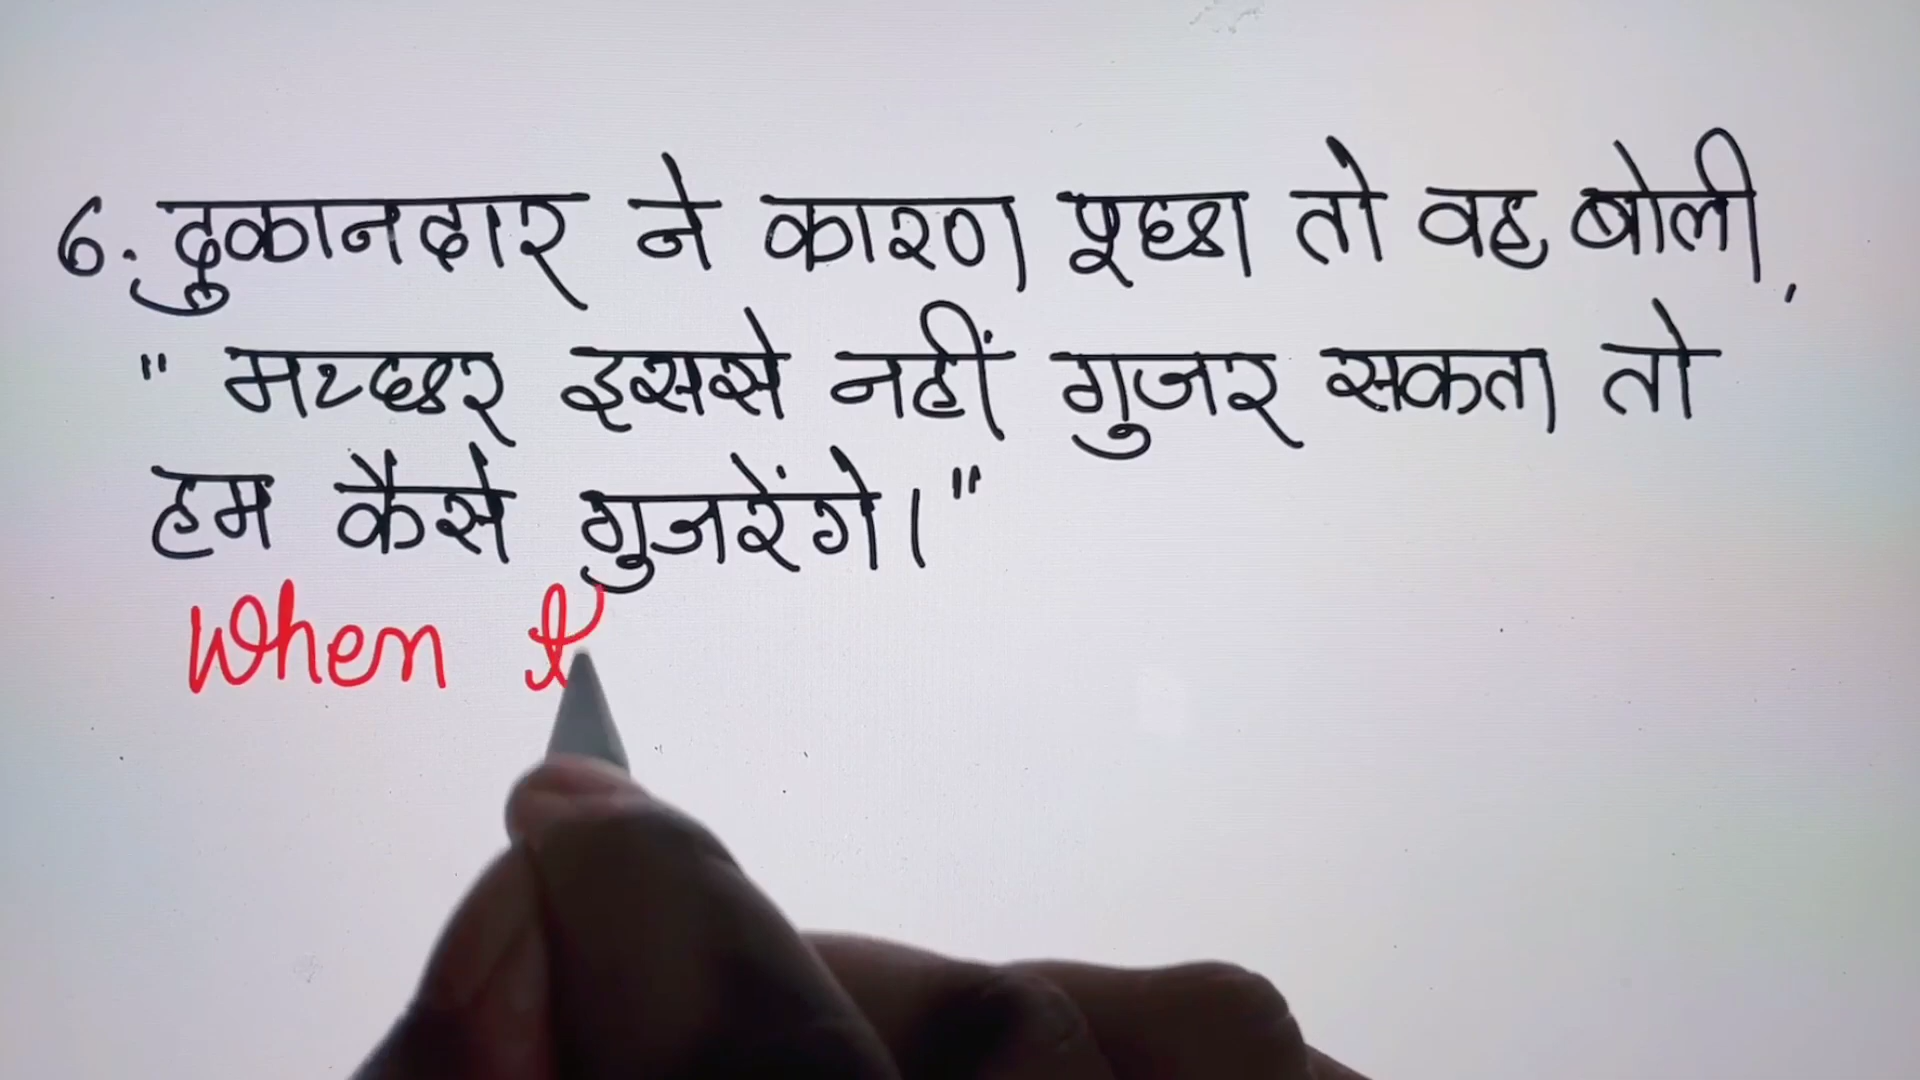 6. दुकानदार ने कारण पूछा तो वह बोली,
" मच्छर इससे नहीं गुजर सकता तो
हम कैसे गुजरेंगे।"
When